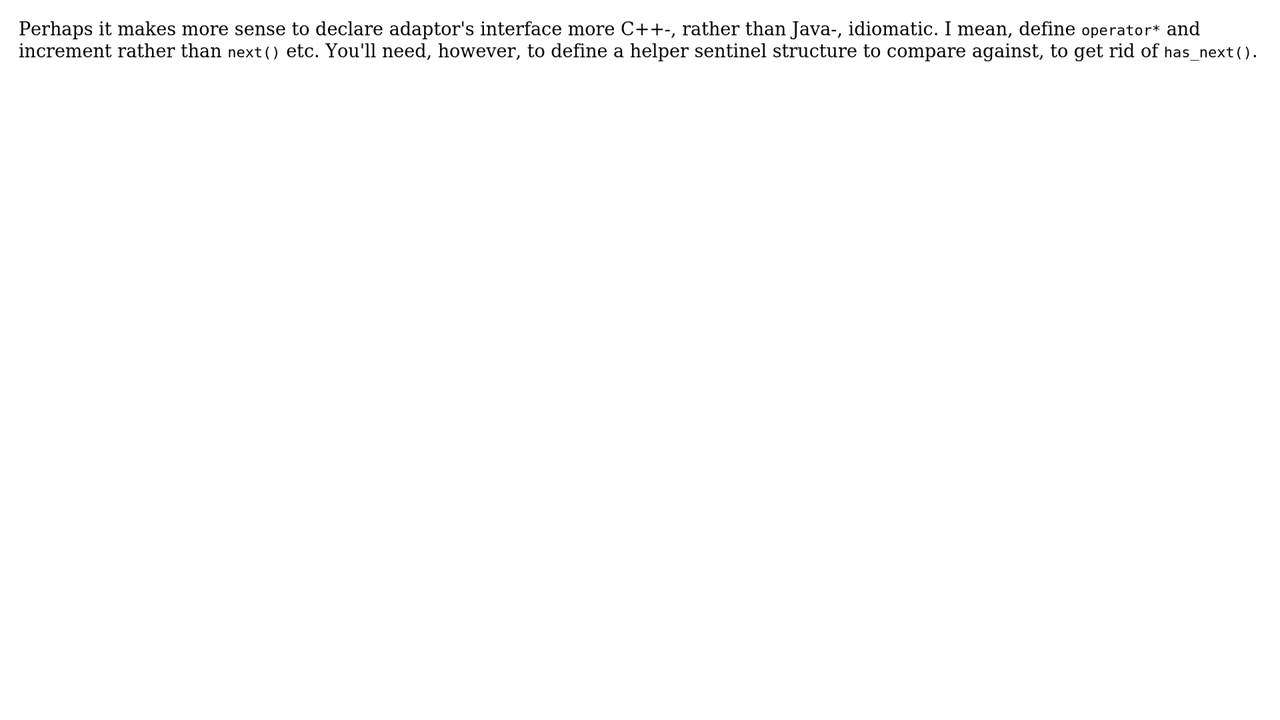 Perhaps it makes more sense to declare adaptor's interface more C++-, rather than Java-, idiomatic. I mean, define operator* and
increment rather than next() etc. You'll need, however, to define a helper sentinel structure to compare against, to get rid of has_next().